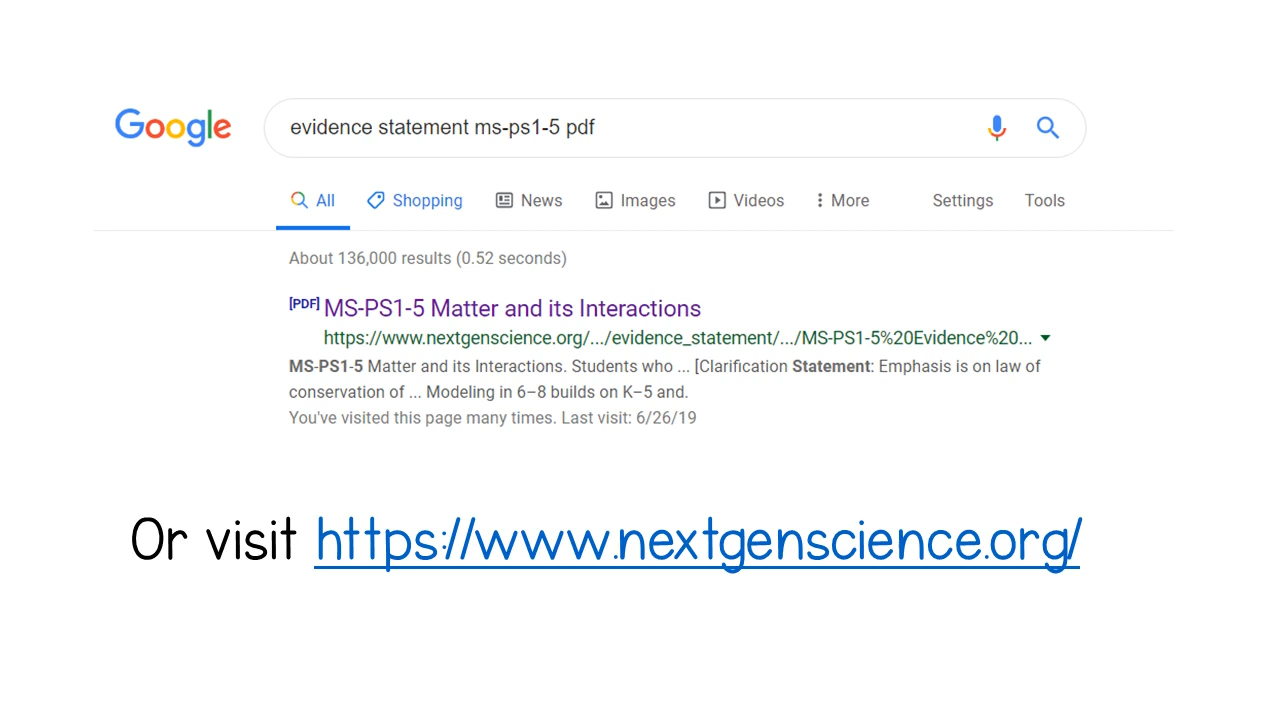 Google
evidence statement ms-ps1-5 pdf
All Shopping News Images Videos More Settings Tools
About 136,000 results (0.52 seconds)
[PDF] MS-PS1-5 Matter and its Interactions
https://www.nextgenscience.org/.../evidence_statement/.../MS-PS1-5%20Evidence%20...
MS-PS1-5 Matter and its Interactions. Students who ... [Clarification Statement: Emphasis is on law of
conservation of ... Modeling in 6–8 builds on K–5 and.
You've visited this page many times. Last visit: 6/26/19
Or visit https://www.nextgenscience.org/